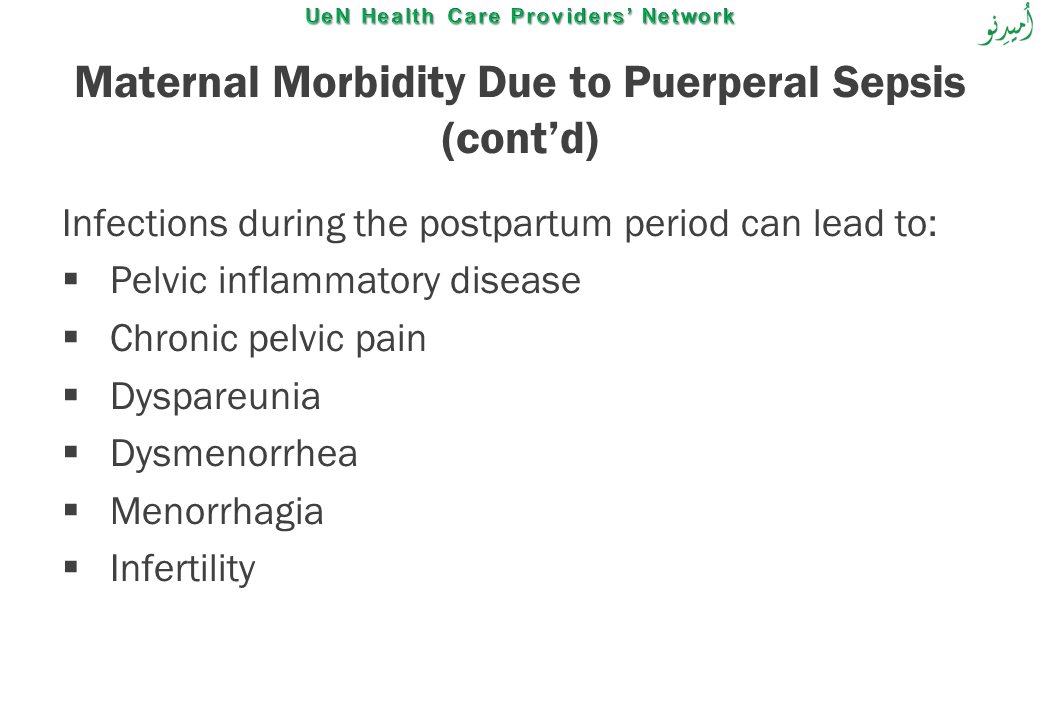 UeN Health Care Providers’ Network
اُمیدِنو
Maternal Morbidity Due to Puerperal Sepsis
(cont’d)
Infections during the postpartum period can lead to:
▪ Pelvic inflammatory disease
▪ Chronic pelvic pain
▪ Dyspareunia
▪ Dysmenorrhea
▪ Menorrhagia
▪ Infertility